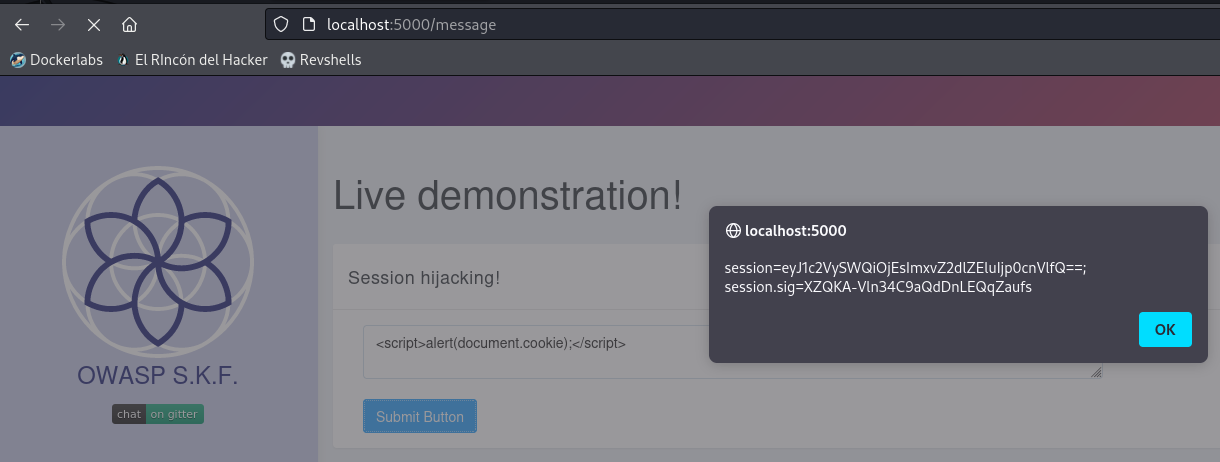 localhost:5000/message
Dockerlabs El RIncón del Hacker Revshells
Live demonstration!
localhost:5000
Session hijacking!
session=eyJ1c2VySWQiOjEsImxvZ2dlZEluIjp0cnVlfQ==;
session.sig=XZQKA-Vln34C9aQdDnLEQqZaufs
OK
<script>alert(document.cookie);</script>
OWASP S.K.F.
chat on gitter
Submit Button